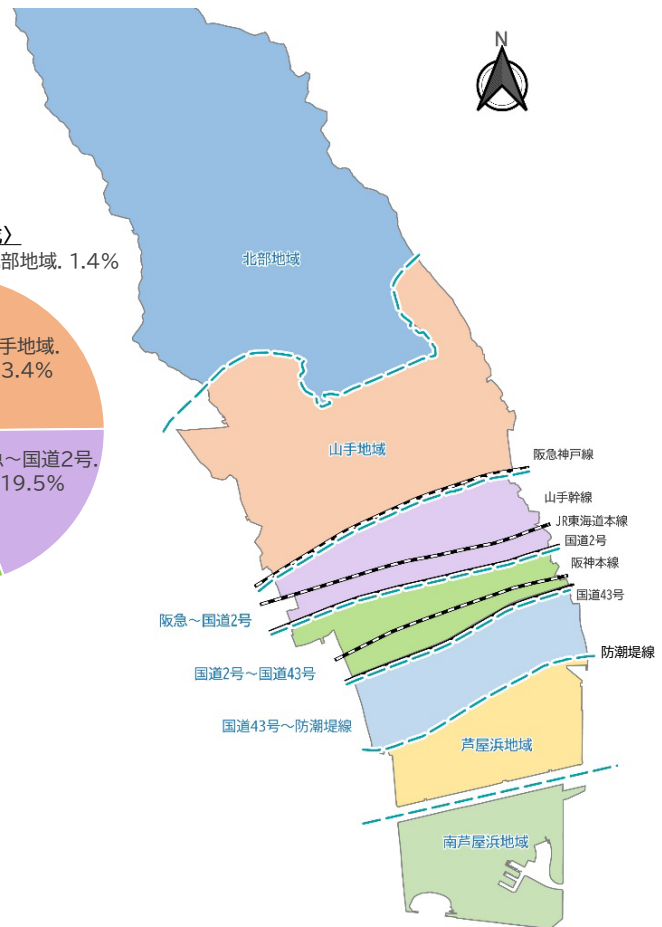 N
〉
部地域. 1.4%
手地域.
3.4%
～国道2号.
19.5%
北部地域
山手地域
阪急神戸線
山手幹線
JR東海道本線
国道2号
阪神本線
国道43号
防潮堤線
阪急～国道2号
国道2号～国道43号
国道43号～防潮堤線
芦屋浜地域
南芦屋浜地域